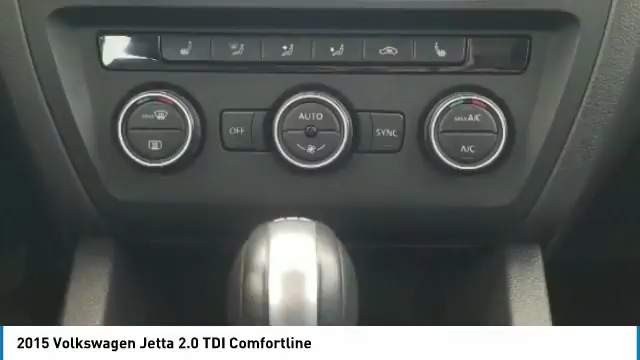 MAX
OFF
AUTO
SYNC
MAX A/C
A/C
2015 Volkswagen Jetta 2.0 TDI Comfortline